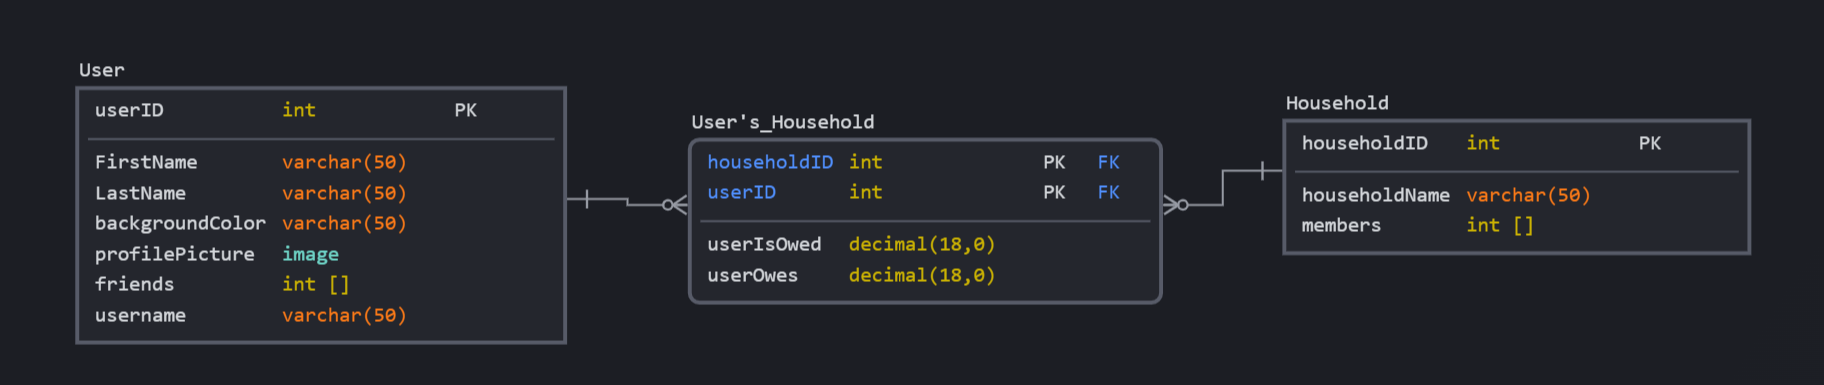 User
userID int PK
FirstName varchar(50)
LastName varchar(50)
backgroundColor varchar(50)
profilePicture image
friends int []
username varchar(50)
User's_Household
householdID int PK FK
userID int PK FK
userIsOwed decimal(18,0)
userOwes decimal(18,0)
Household
householdID int PK
householdName varchar(50)
members int []